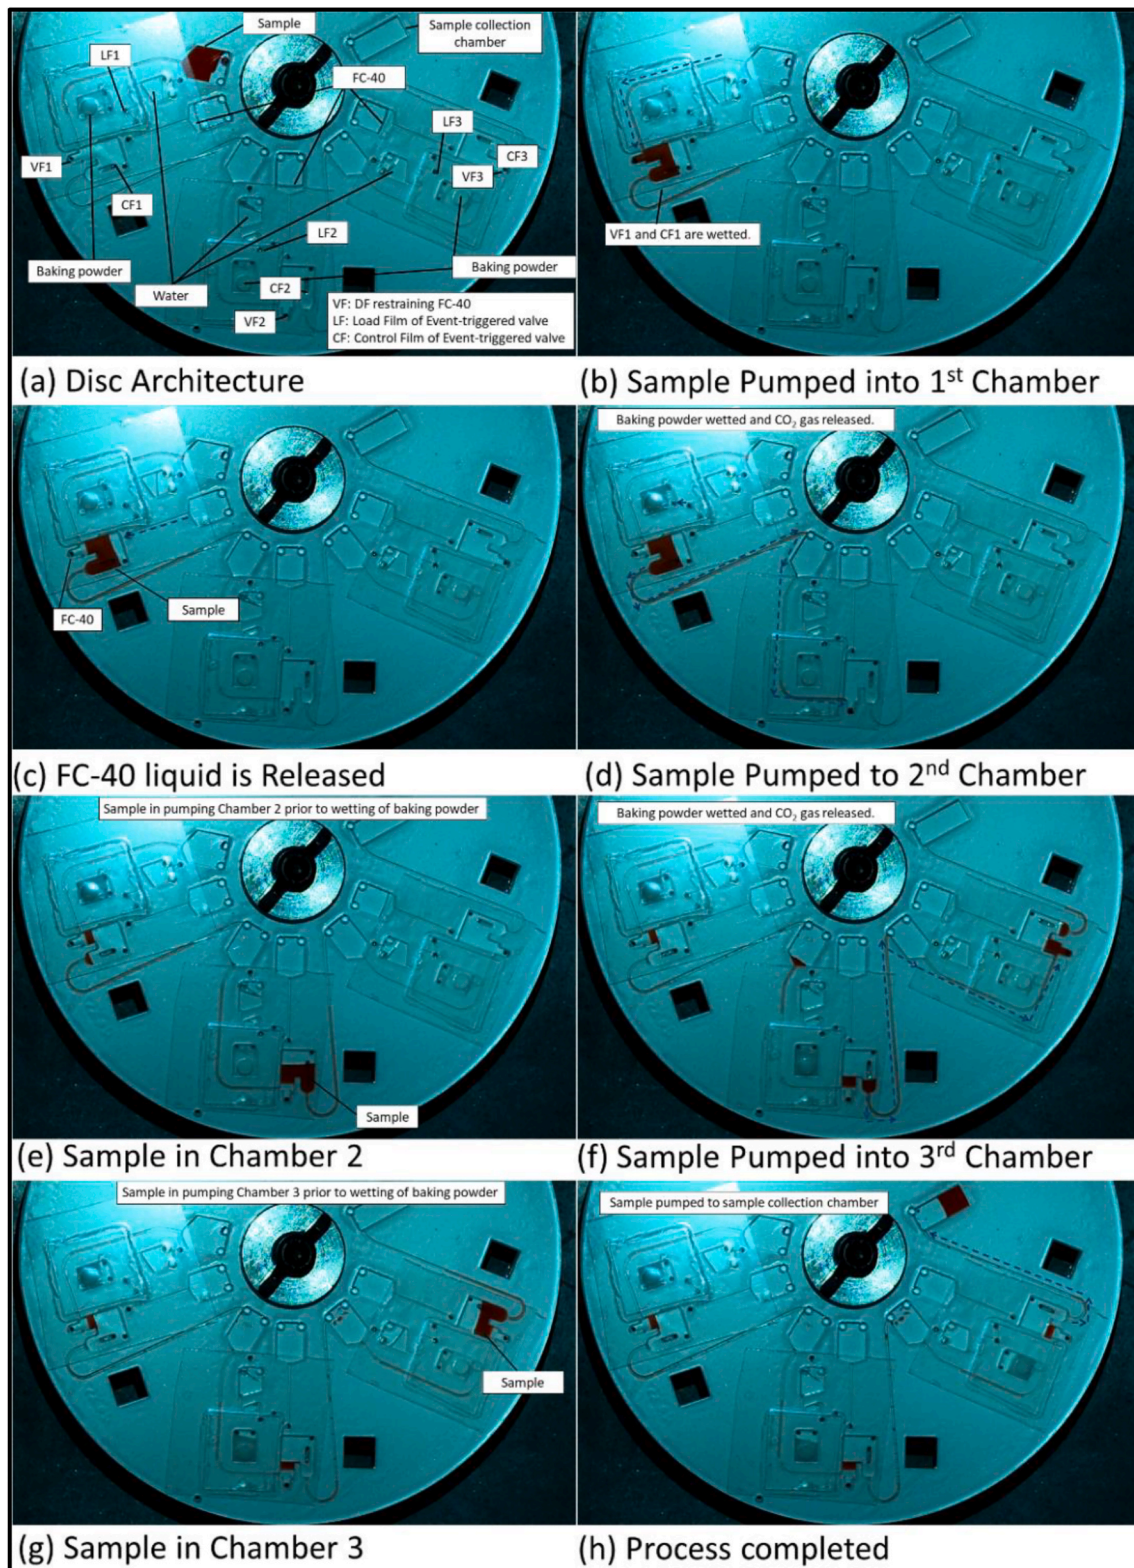 Sample
Sample collection
chamber
LF1
FC-40
LF3
CF3
VF1
VF3
CF1
LF2
Baking powder
Baking powder
Water
CF2
VF2
VF: DF restraining FC-40
LF: Load Film of Event-triggered valve
CF: Control Film of Event-triggered valve
(a) Disc Architecture
VF1 and CF1 are wetted.
(b) Sample Pumped into 1st Chamber
FC-40
Sample
(c) FC-40 liquid is Released
Baking powder wetted and CO₂ gas released.
(d) Sample Pumped to 2nd Chamber
Sample in pumping Chamber 2 prior to wetting of baking powder
Sample
(e) Sample in Chamber 2
Baking powder wetted and CO₂ gas released.
(f) Sample Pumped into 3rd Chamber
Sample in pumping Chamber 3 prior to wetting of baking powder
Sample
(g) Sample in Chamber 3
Sample pumped to sample collection chamber
(h) Process completed